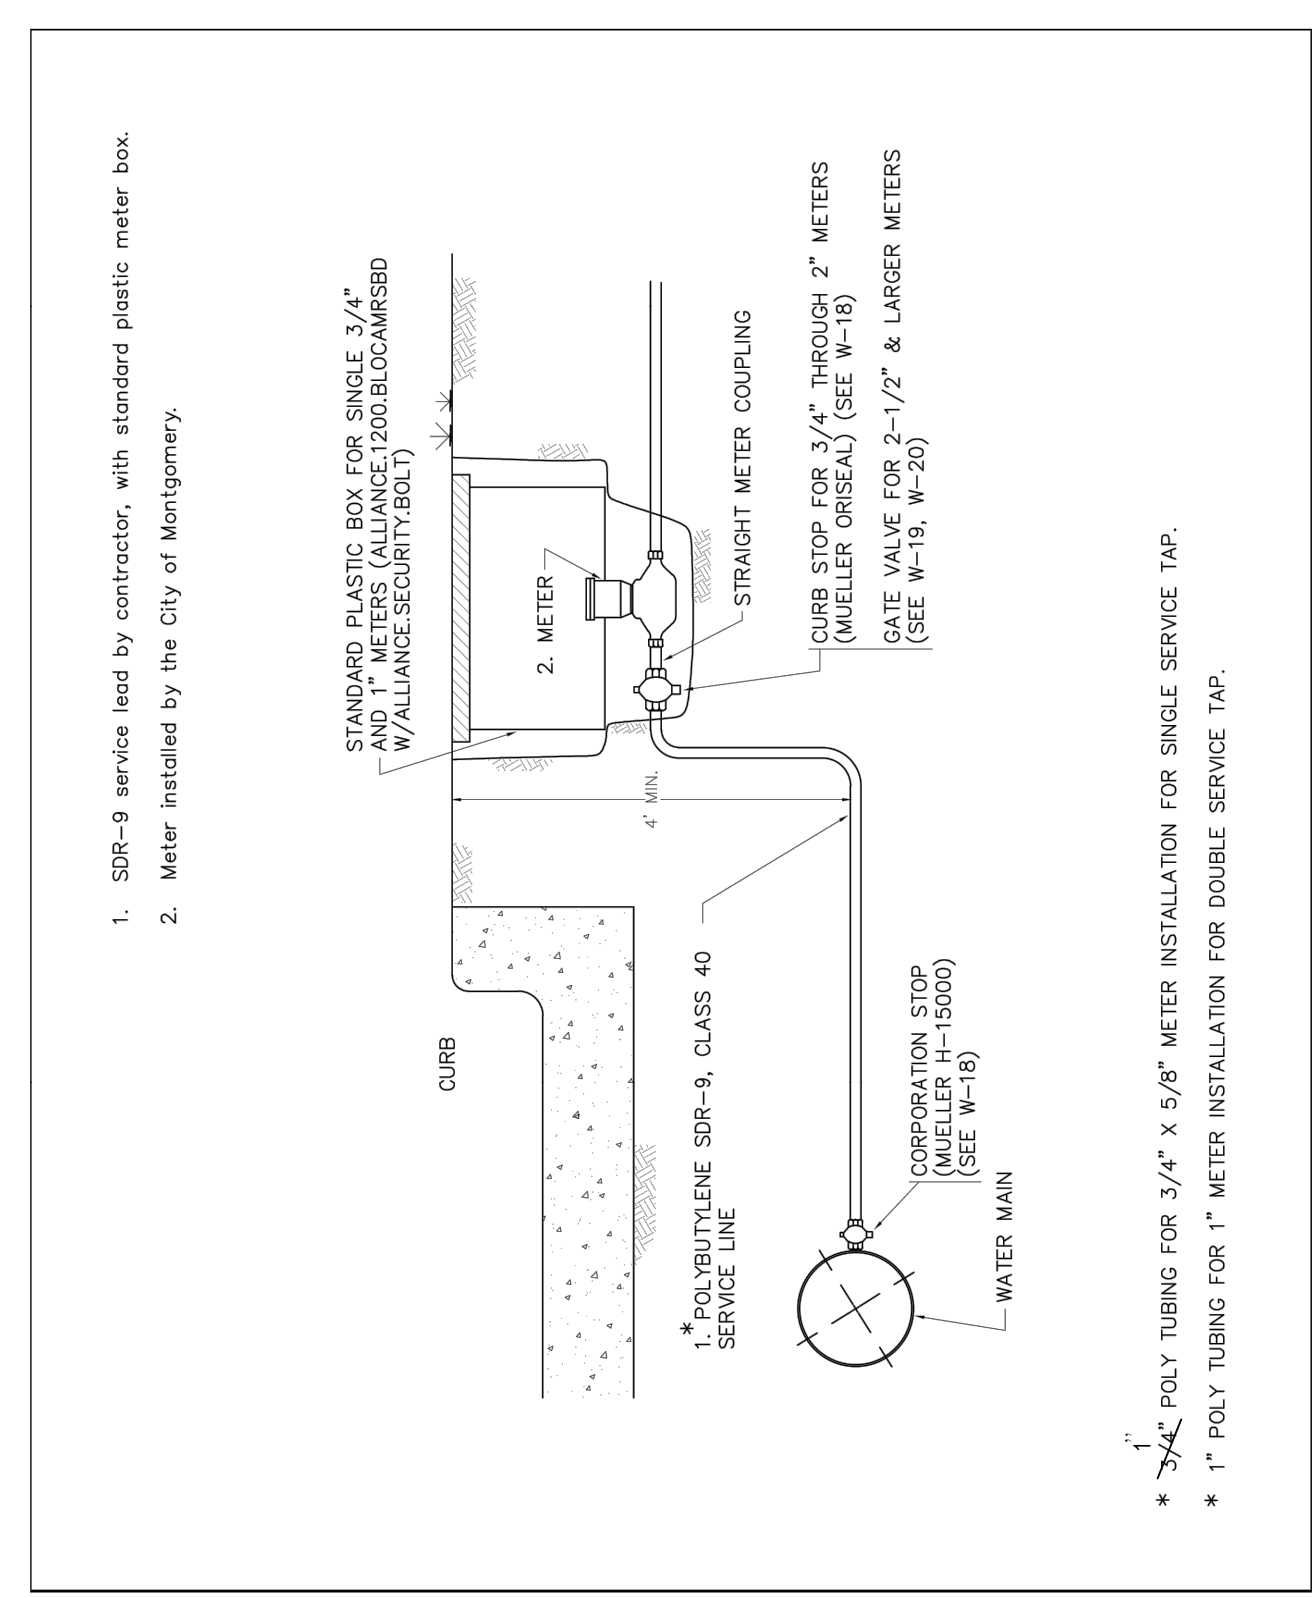 1. SDR-9 service lead by contractor, with standard plastic meter box.
2. Meter installed by the City of Montgomery.
STANDARD PLASTIC BOX FOR SINGLE 3/4"
AND 1" METERS (ALLIANCE.1200.BLOCAMRSBD
W/ALLIANCE.SECURITY.BOLT)
CURB
2. METER
4' MIN.
STRAIGHT METER COUPLING
1.* POLYBUTYLENE SDR-9, CLASS 40
SERVICE LINE
CURB STOP FOR 3/4" THROUGH 2" METERS
(MUELLER ORISEAL) (SEE W-18)
GATE VALVE FOR 2-1/2" & LARGER METERS
(SEE W-19, W-20)
CORPORATION STOP
(MUELLER H-15000)
(SEE W-18)
WATER MAIN
1"
* 3/4" POLY TUBING FOR 3/4" X 5/8" METER INSTALLATION FOR SINGLE SERVICE TAP.
* 1" POLY TUBING FOR 1" METER INSTALLATION FOR DOUBLE SERVICE TAP.